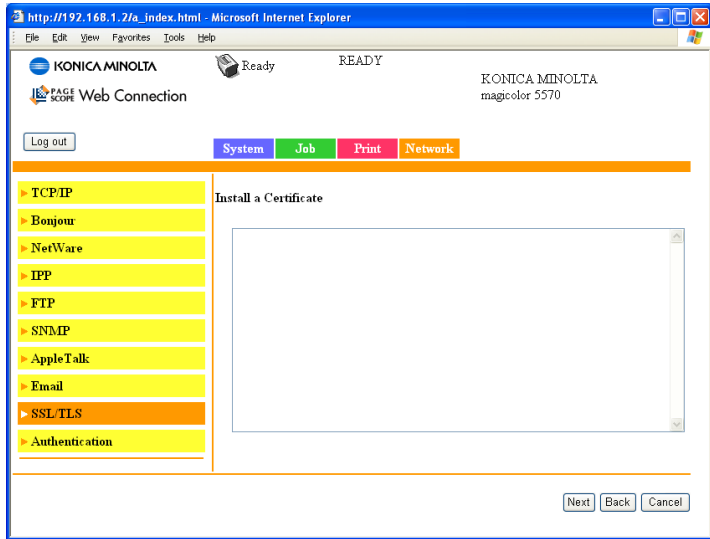 http://192.168.1.2/a_index.html - Microsoft Internet Explorer
File Edit View Favorites Tools Help
KONICA MINOLTA
Ready
READY
KONICA MINOLTA
magicolor 5570
PAGE SCOPE Web Connection
Log out
System Job Print Network
TCP/IP
Bonjour
NetWare
IPP
FTP
SNMP
AppleTalk
Email
SSL/TLS
Authentication
Install a Certificate
Next Back Cancel